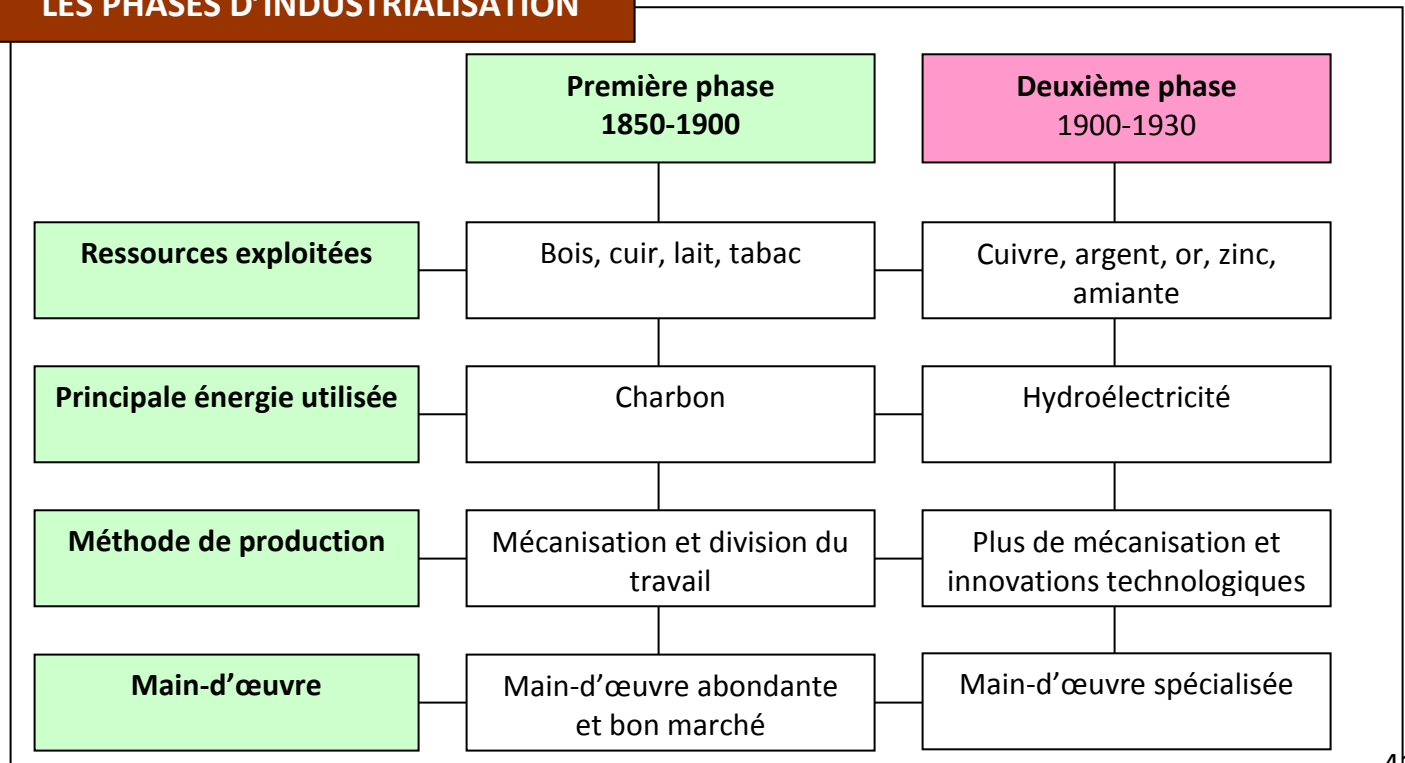 LES PHASES D'INDUSTRIALISATION
Première phase
1850-1900
Deuxième phase
1900-1930
Ressources exploitées
Bois, cuir, lait, tabac
Cuivre, argent, or, zinc,
amiante
Principale énergie utilisée
Charbon
Hydroélectricité
Méthode de production
Mécanisation et division du
travail
Plus de mécanisation et
innovations technologiques
Main-d'œuvre
Main-d'œuvre abondante
et bon marché
Main-d'œuvre spécialisée